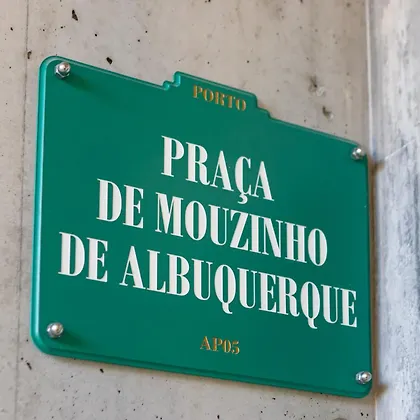 PORTO
PRAÇA
DE MOUZINHO
DE ALBUQUERQUE
AP05